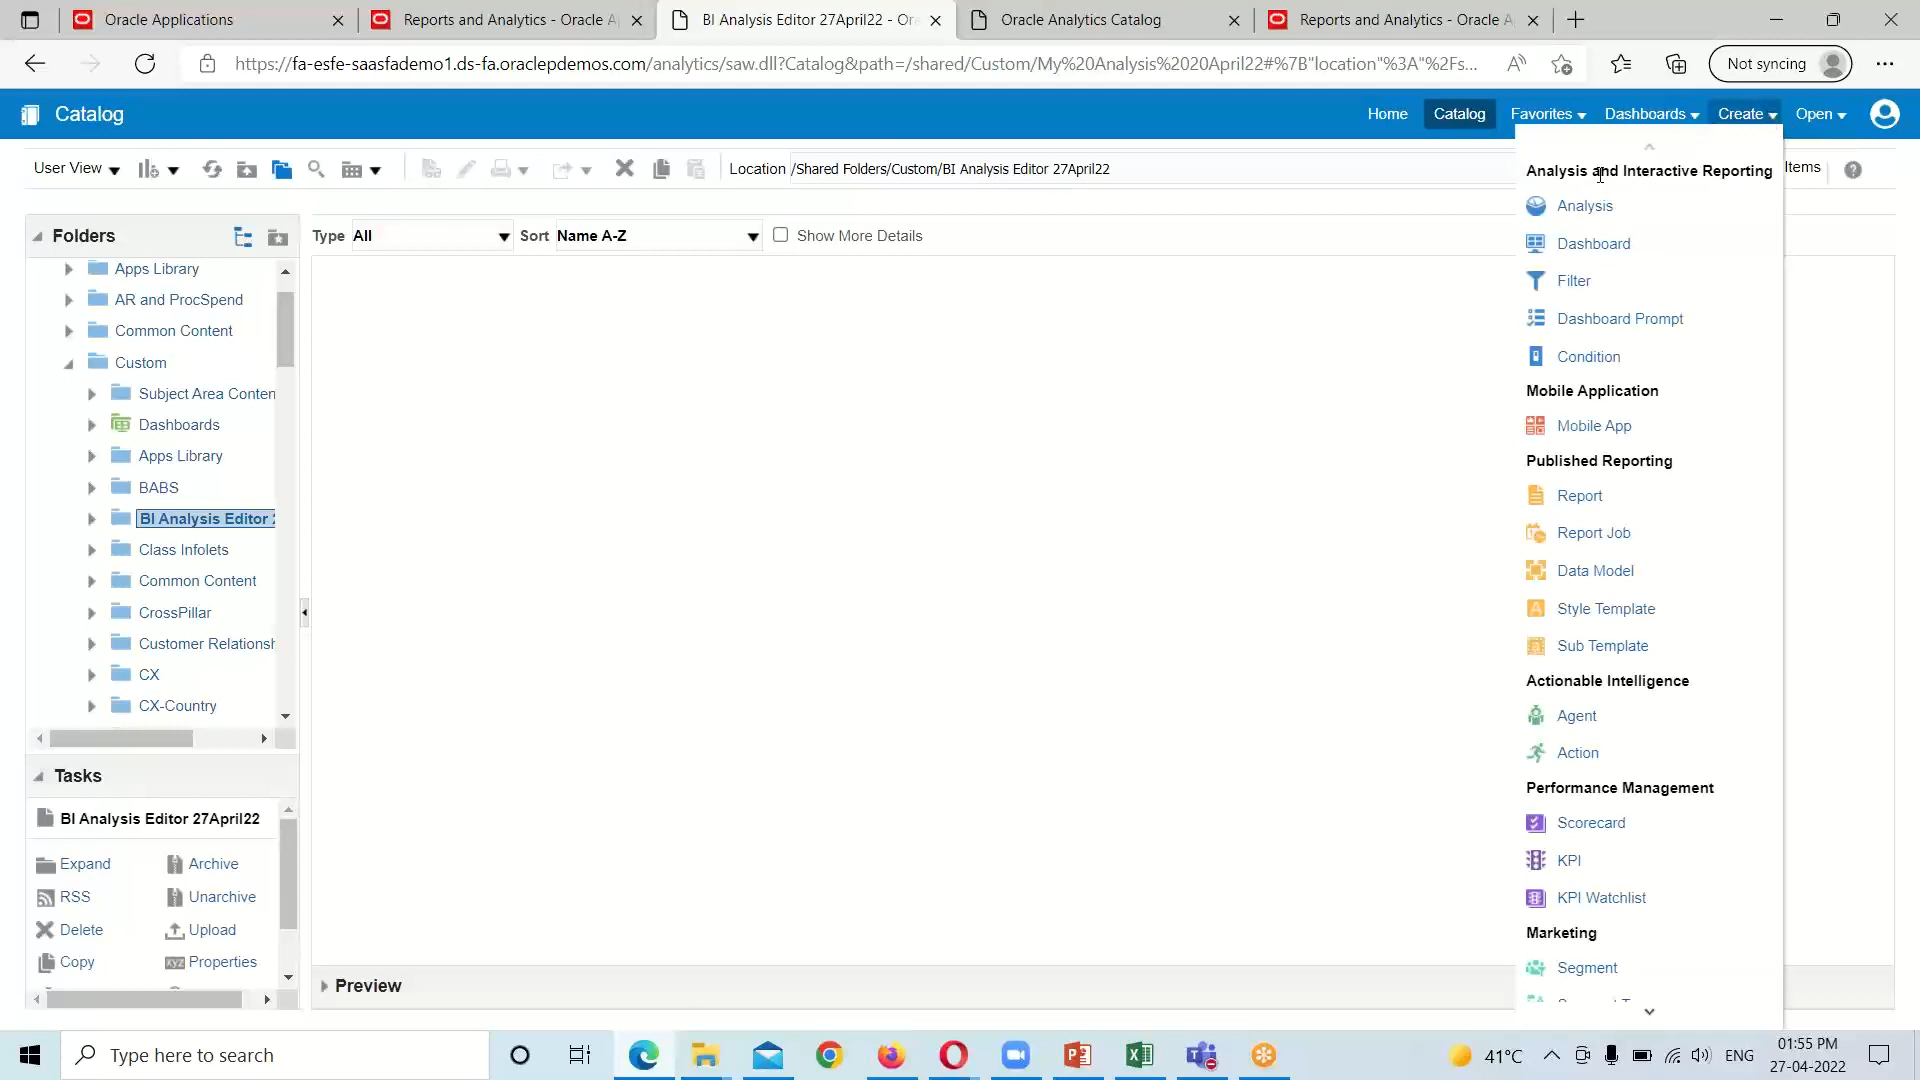 Oracle Applications
Reports and Analytics - Oracle A
BI Analysis Editor 27April22 - Or
Oracle Analytics Catalog
Reports and Analytics - Oracle A
https://fa-esfe-saasfademo1.ds-fa.oraclepdemos.com/analytics/saw.dll?Catalog&path=/shared/Custom/My%20Analysis%2020April22#%7B"location"%3A"%2Fs...
Not syncing
Catalog
Home
Catalog
Favorites
Dashboards
Create
Open
User View
Location /Shared Folders/Custom/BI Analysis Editor 27April22
Items
Folders
Type All
Sort Name A-Z
Show More Details
Apps Library
AR and ProcSpend
Common Content
Custom
Subject Area Conten
Dashboards
Apps Library
BABS
BI Analysis Editor 2
Class Infolets
Common Content
CrossPillar
Customer Relationsh
CX
CX-Country
Tasks
BI Analysis Editor 27April22
Expand
Archive
RSS
Unarchive
Delete
Upload
Copy
xyz
Properties
Preview
Analysis and Interactive Reporting
Analysis
Dashboard
Filter
Dashboard Prompt
Condition
Mobile Application
Mobile App
Published Reporting
Report
Report Job
Data Model
Style Template
Sub Template
Actionable Intelligence
Agent
Action
Performance Management
Scorecard
KPI
KPI Watchlist
Marketing
Segment
Type here to search
41°C
ENG
01:55 PM
27-04-2022